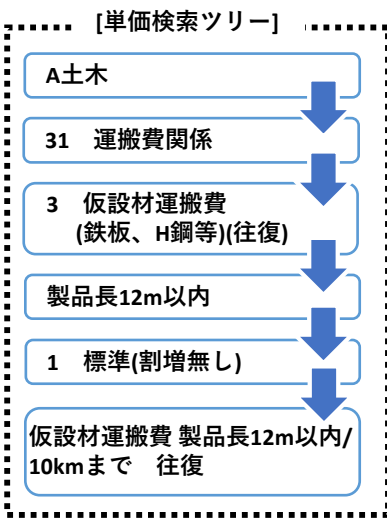 [単価検索ツリー]
A土木
31　運搬費関係
3　仮設材運搬費
(鉄板、H鋼等)(往復)
製品長12m以内
1　標準(割増無し)
仮設材運搬費 製品長12m以内/
10kmまで　往復